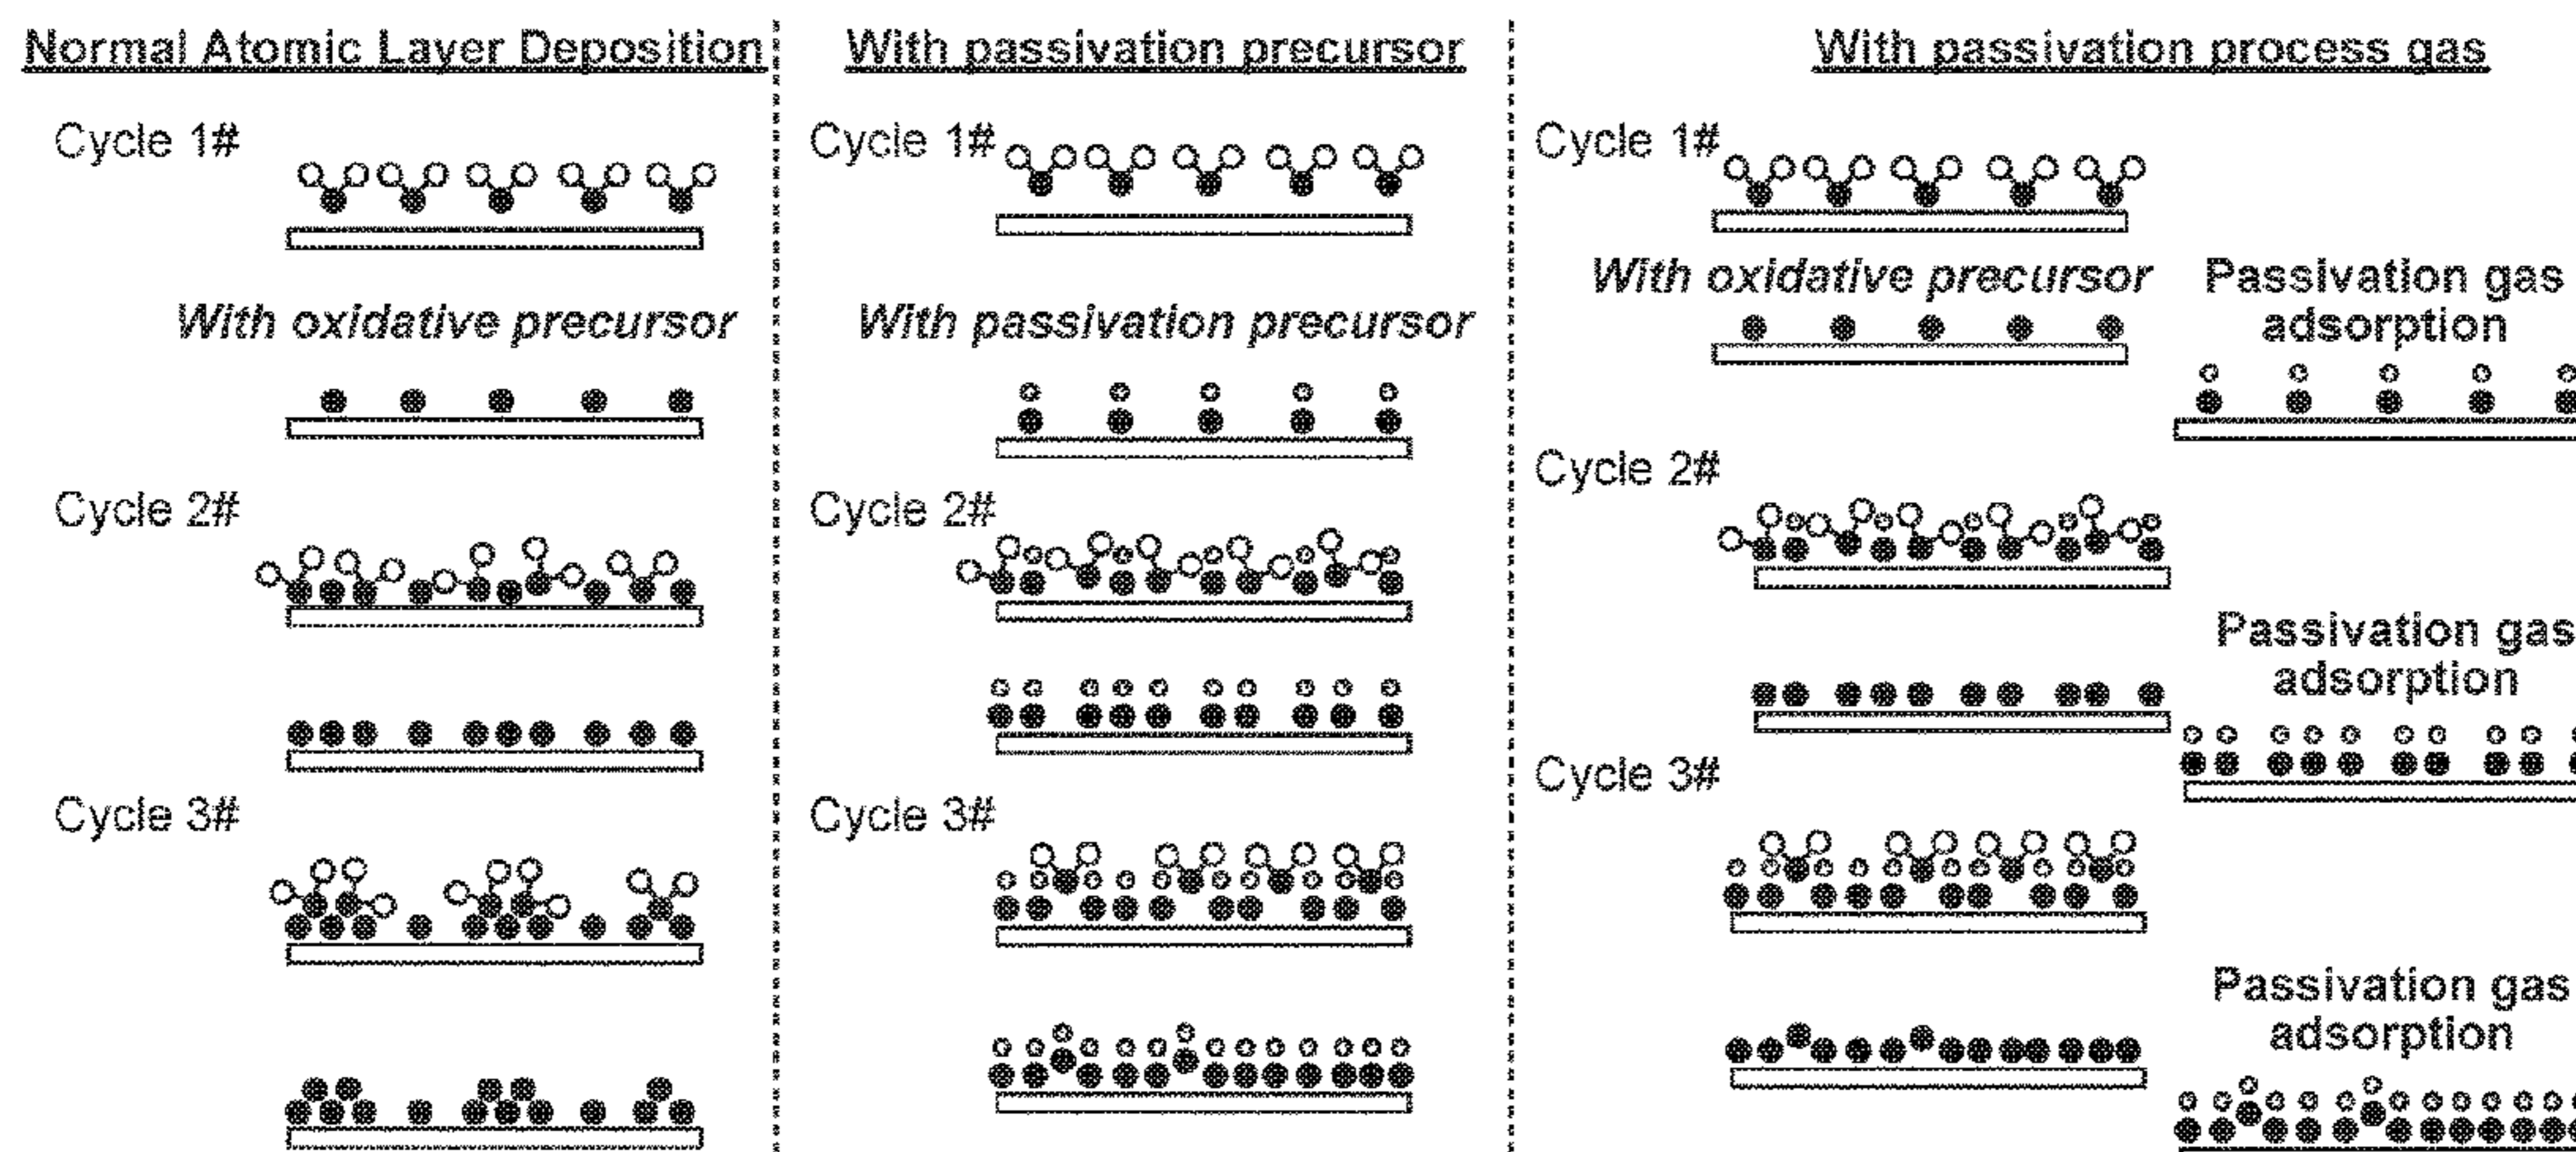 Normal Atomic Layer Deposition
Cycle 1#
With oxidative precursor
Cycle 2#
Cycle 3#
With passivation precursor
Cycle 1#
With passivation precursor
Cycle 2#
Cycle 3#
With passivation process gas
Cycle 1#
With oxidative precursor
Passivation gas
adsorption
Cycle 2#
Passivation gas
adsorption
Cycle 3#
Passivation gas
adsorption